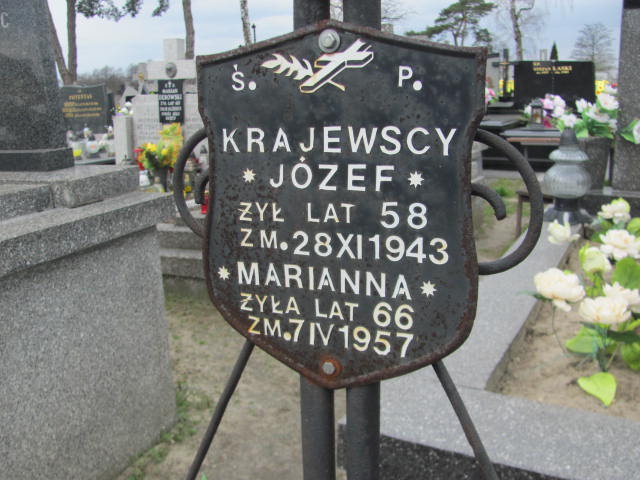 Ś. P.
KRAJEWSCY
* JÓZEF *
ŻYŁ LAT 58
ZM. 28 XI 1943
* MARIANNA *
ŻYŁA LAT 66
ZM. 7 IV 1957